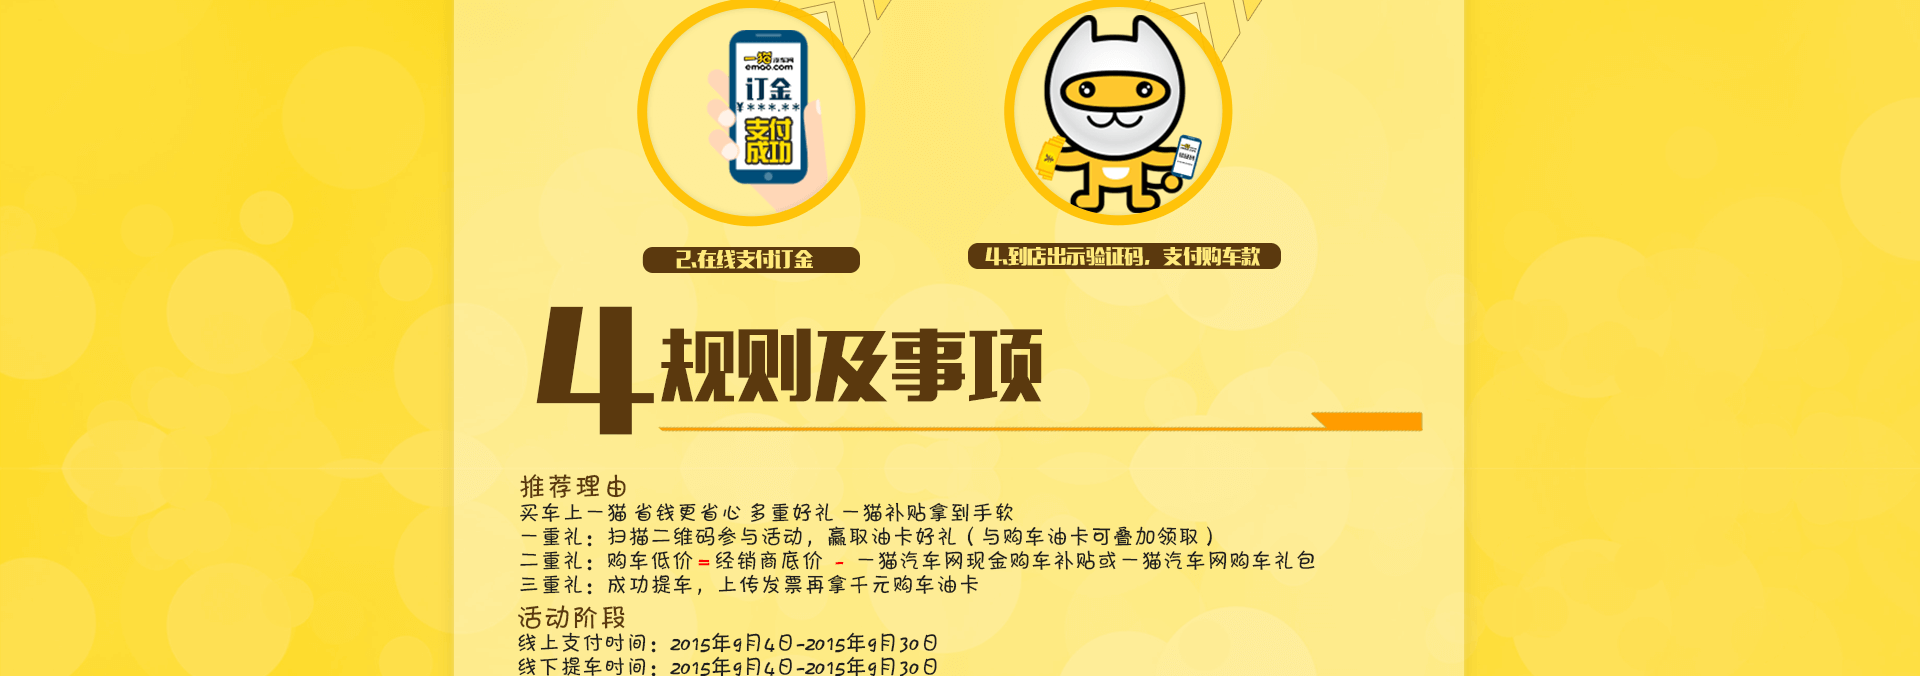 一猫汽车网
emao.com
订金
¥***.**
支付
成功
2.在线支付订金
4.到店出示验证码，支付购车款
4 规则及事项
推荐理由
买车上一猫 省钱更省心 多重好礼 一猫补贴拿到手软
一重礼：扫描二维码参与活动，赢取油卡好礼（与购车油卡可叠加领取）
二重礼：购车低价=经销商底价 - 一猫汽车网现金购车补贴或一猫汽车网购车礼包
三重礼：成功提车，上传发票再拿千元购车油卡
活动阶段
线上支付时间：2015年9月4日-2015年9月30日
线下提车时间：2015年9月4日-2015年9月30日